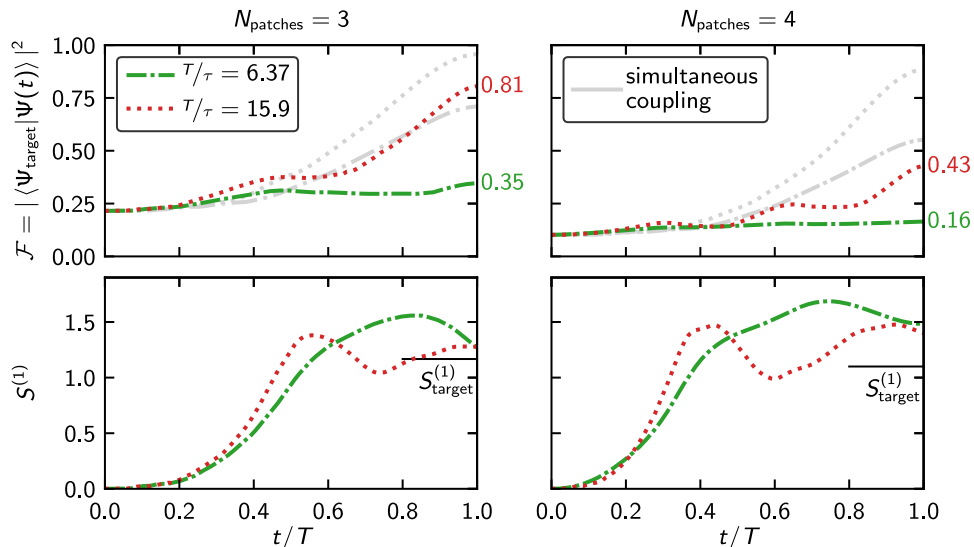 N_patches = 3
N_patches = 4
ℱ = |⟨Ψ_target|Ψ(t)⟩|²
1.00
0.75
0.50
0.25
0.00
T/τ = 6.37
T/τ = 15.9
0.81
0.35
simultaneous
coupling
0.43
0.16
S^(1)
1.5
1.0
0.5
0.0
S^(1)_target
S^(1)_target
0.0 0.2 0.4 0.6 0.8 1.0
0.0 0.2 0.4 0.6 0.8 1.0
t/T
t/T